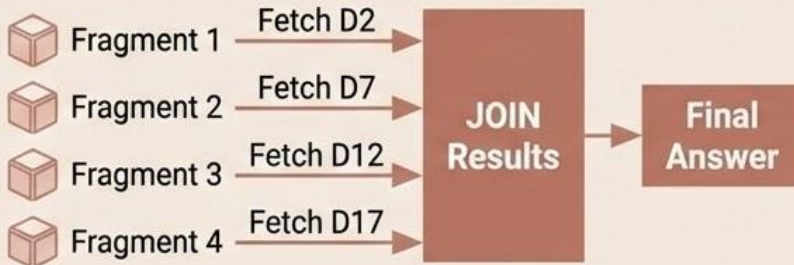 Fragment 1
Fetch D2
Fragment 2
Fetch D7
Fragment 3
Fetch D12
Fragment 4
Fetch D17
JOIN
Results
Final
Answer